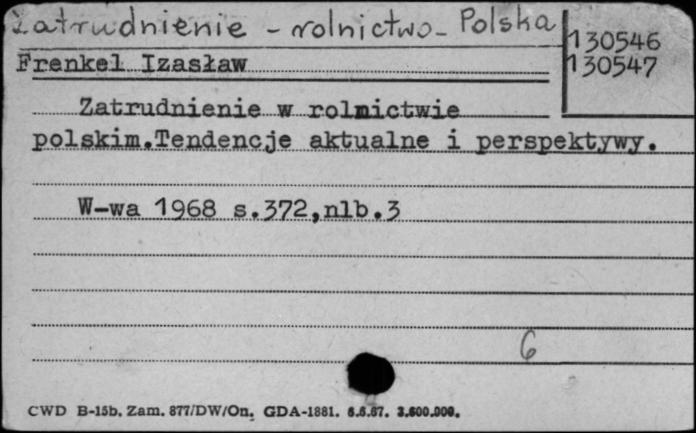 Zatrudnienie - rolnictwo - Polska
130546
130547
Frenkel Izasław
Zatrudnienie w rolnictwie
polskim.Tendencje aktualne i perspektywy.
W-wa 1968 s.372,nlb.3
6
CWD B-15b. Zam. 877/DW/On. GDA-1881. 6.6.67. 3.600.000.